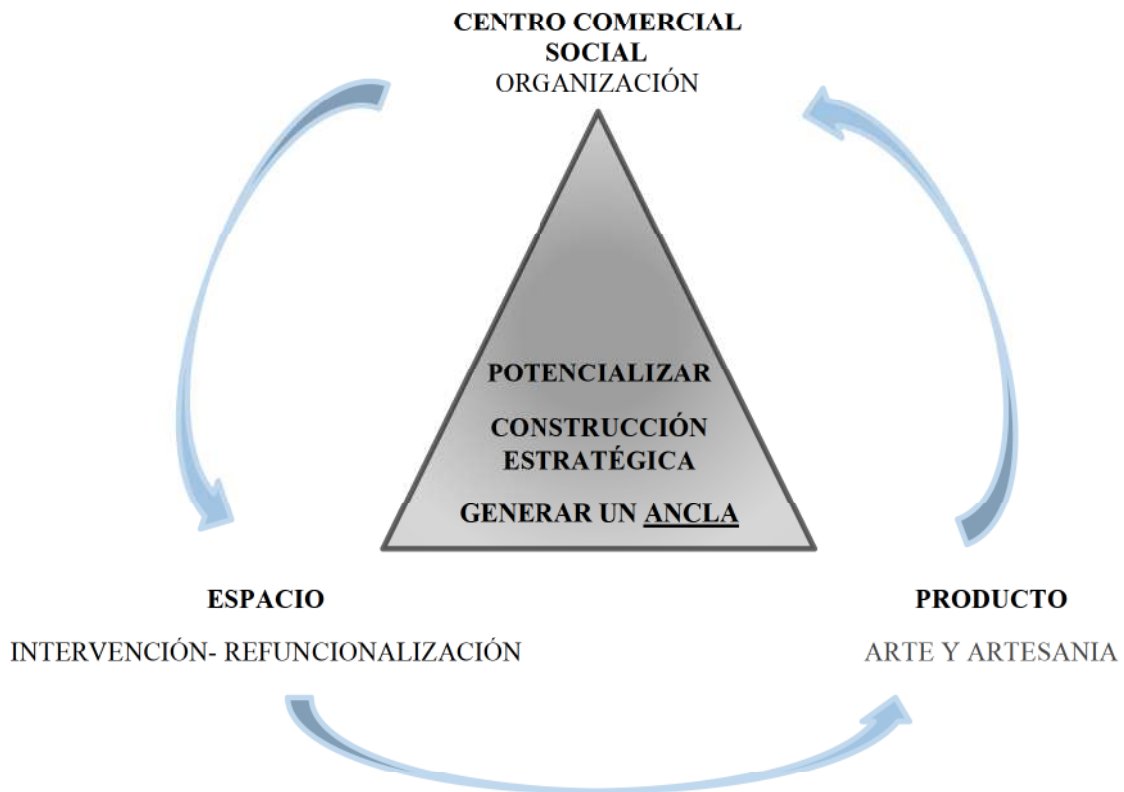 CENTRO COMERCIAL
SOCIAL
ORGANIZACIÓN
POTENCIALIZAR
CONSTRUCCIÓN
ESTRATÉGICA
GENERAR UN ANCLA
ESPACIO
INTERVENCIÓN- REFUNCIONALIZACIÓN
PRODUCTO
ARTE Y ARTESANIA